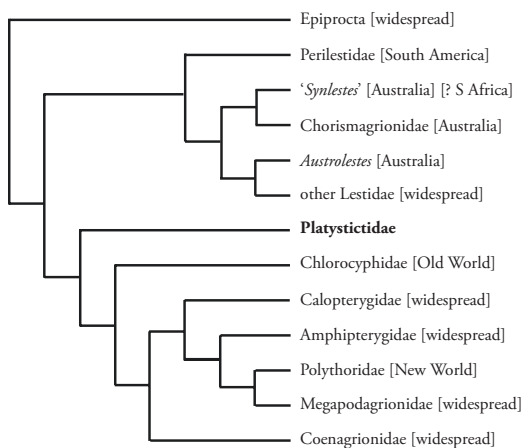 Epiprocta [widespread]
Perilestidae [South America]
‘Synlestes’ [Australia] [? S Africa]
Chorismagrionidae [Australia]
Austrolestes [Australia]
other Lestidae [widespread]
Platystictidae
Chlorocyphidae [Old World]
Calopterygidae [widespread]
Amphipterygidae [widespread]
Polythoridae [New World]
Megapodagrionidae [widespread]
Coenagrionidae [widespread]